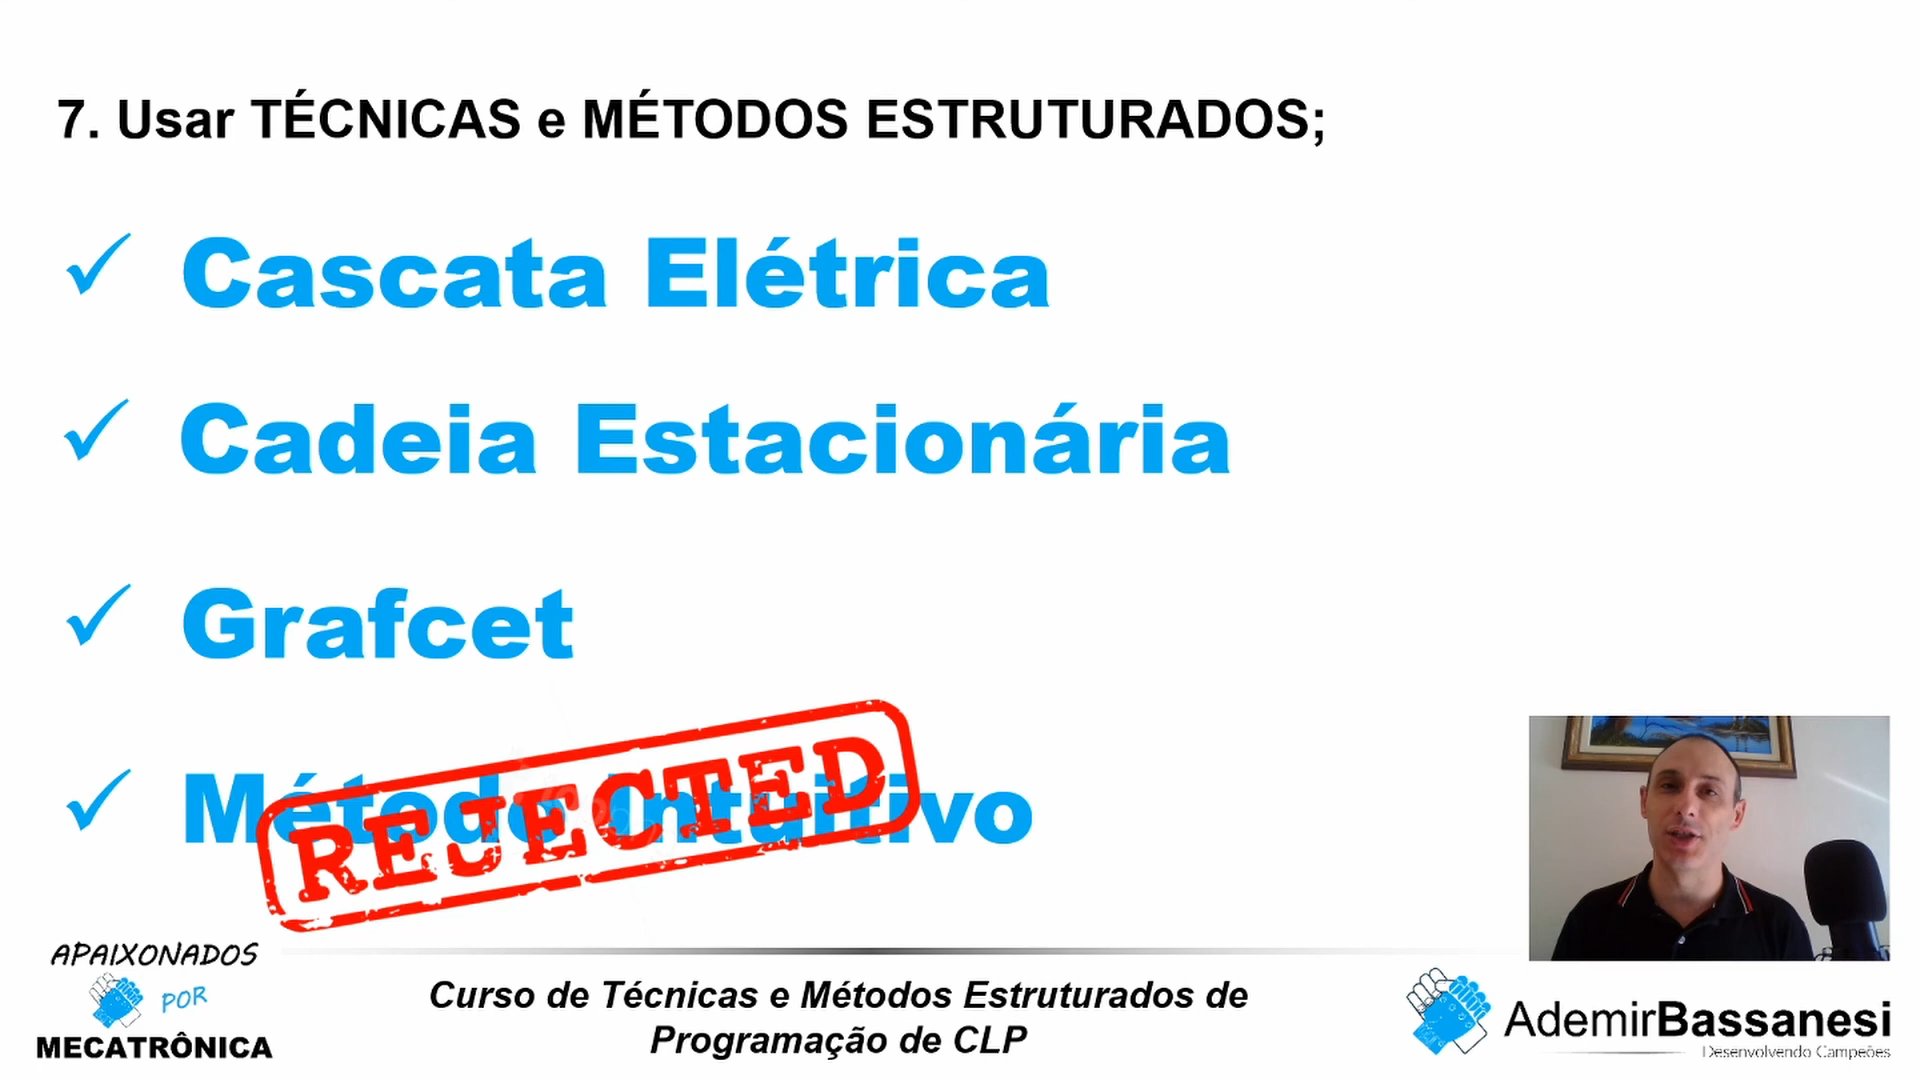 7. Usar TÉCNICAS e MÉTODOS ESTRUTURADOS;
✓ Cascata Elétrica
✓ Cadeia Estacionária
✓ Grafcet
✓ Método Intuitivo
REJECTED
APAIXONADOS
POR
MECATRÔNICA
Curso de Técnicas e Métodos Estruturados de
Programação de CLP
AdemirBassanesi
Desenvolvendo Campeões